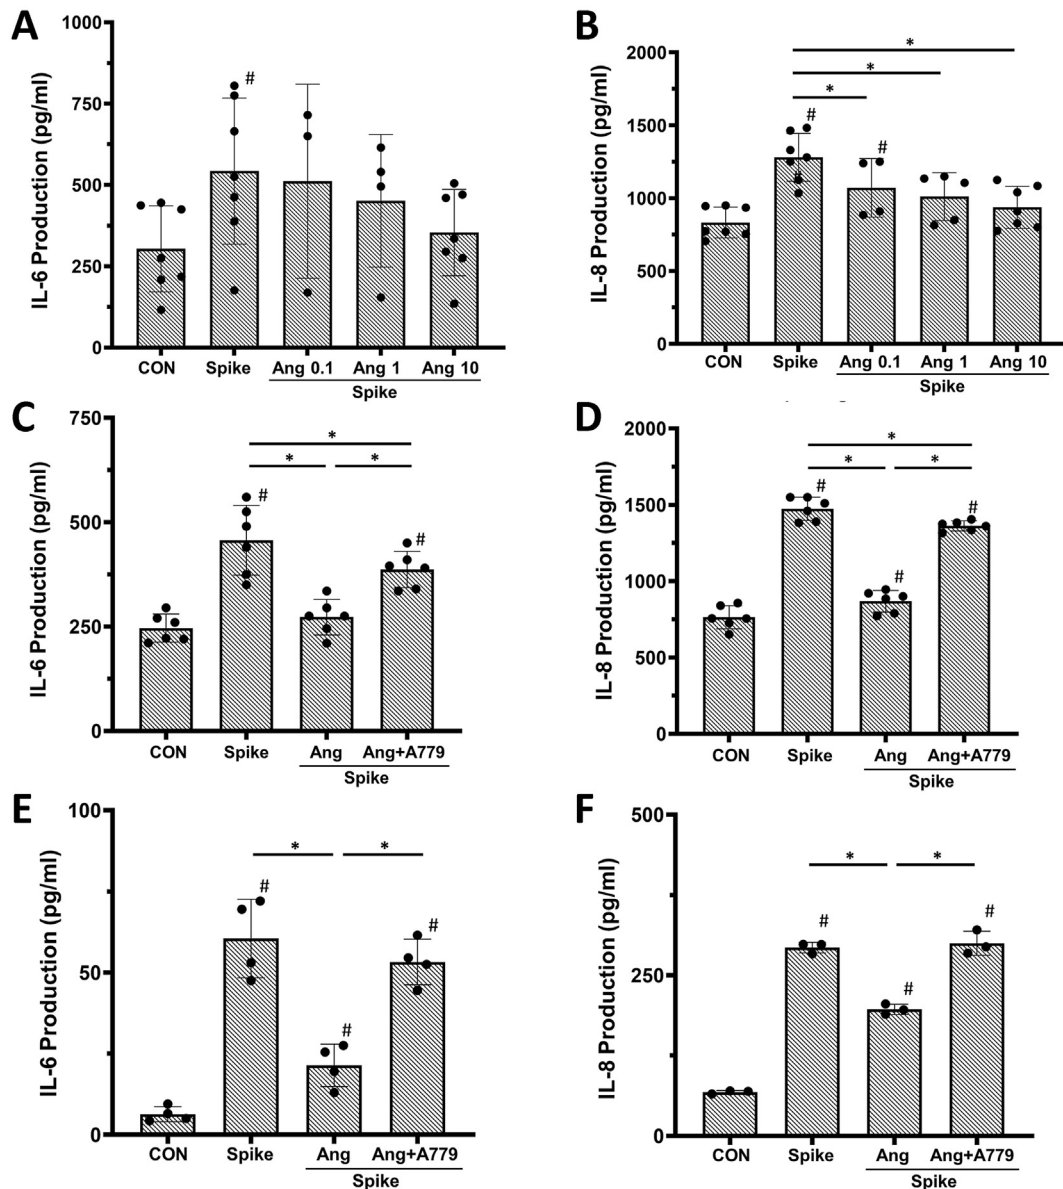 A
IL-6 Production (pg/ml)
1000
750
500
250
0
#
CON Spike Ang 0.1 Ang 1 Ang 10
Spike
B
IL-8 Production (pg/ml)
2000
1500
1000
500
0
*
*
*
# #
CON Spike Ang 0.1 Ang 1 Ang 10
Spike
C
IL-6 Production (pg/ml)
750
500
250
0
*
* *
# #
CON Spike Ang Ang+A779
Spike
D
IL-8 Production (pg/ml)
2000
1500
1000
500
0
*
* *
# # #
CON Spike Ang Ang+A779
Spike
E
IL-6 Production (pg/ml)
100
50
0
* *
# # #
CON Spike Ang Ang+A779
Spike
F
IL-8 Production (pg/ml)
500
250
0
* *
# # #
CON Spike Ang Ang+A779
Spike